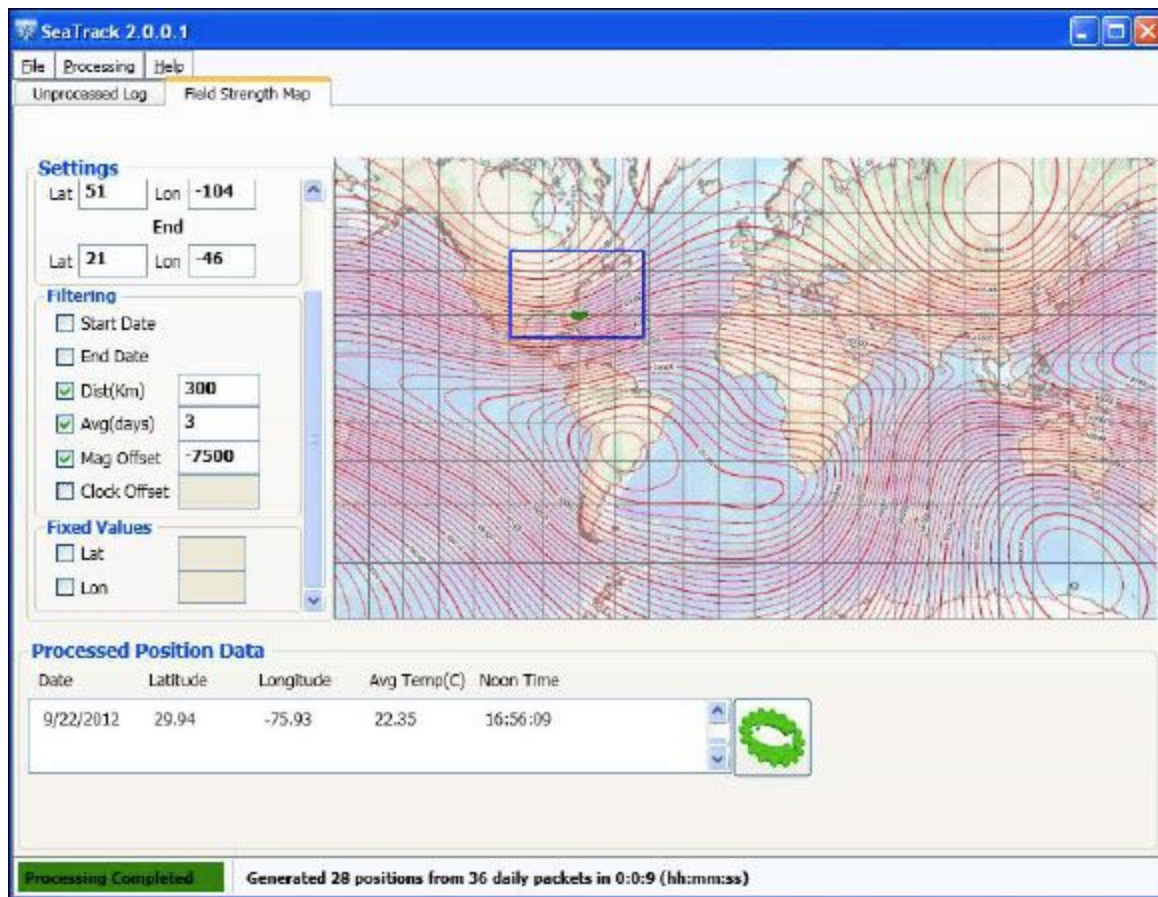 SeaTrack 2.0.0.1
File Processing Help
Unprocessed Log Field Strength Map
Settings
Lat 51 Lon -104
End
Lat 21 Lon -46
Filtering
Start Date
End Date
Dist(Km) 300
Avg(days) 3
Mag Offset -7500
Clock Offset
Fixed Values
Lat
Lon
Processed Position Data
Date Latitude Longitude Avg Temp(C) Noon Time
9/22/2012 29.94 -75.93 22.35 16:56:09
Processing Completed Generated 28 positions from 36 daily packets in 0:0:9 (hh:mm:ss)